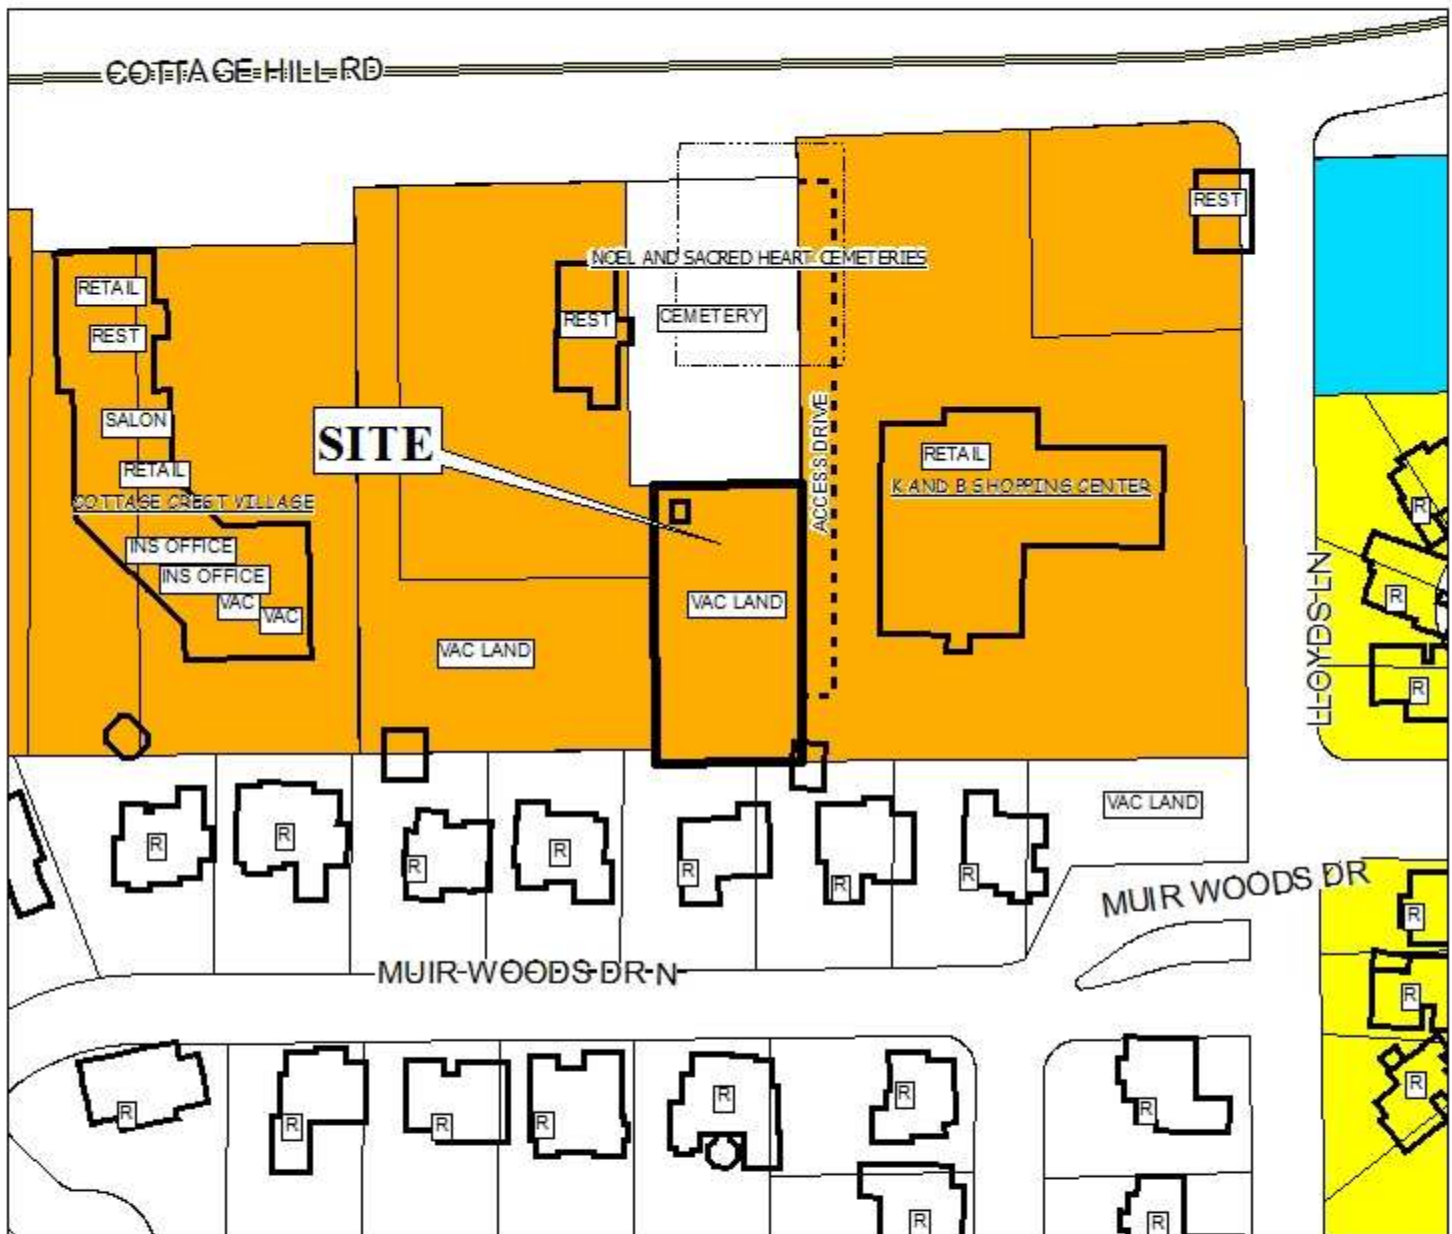 COTTAGE HILL RD
REST
NOEL AND SACRED HEART CEMETERIES
RETAIL
REST
CEMETERY
REST
SALON
SITE
ACCESS DRIVE
RETAIL
RETAIL
K AND B SHOPPING CENTER
COTTAGE CREST VILLAGE
R
INS OFFICE
INS OFFICE
VAC
VAC
VAC LAND
R
LLOYDS LN
VAC LAND
R
VAC LAND
R
R
R
R
R
R
R
MUIR WOODS DR
R
MUIR WOODS DR N
R
R
R
R
R
R
R
R
R
R
R